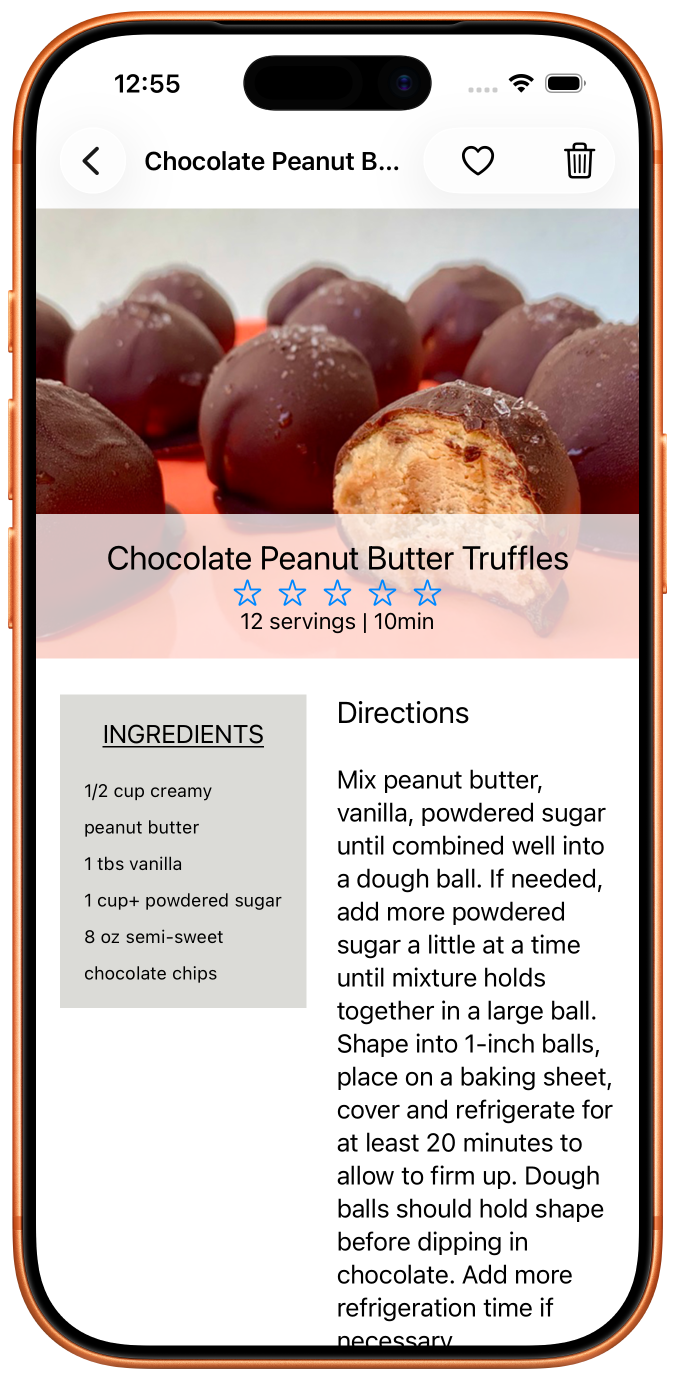 12:55
Chocolate Peanut B...
Chocolate Peanut Butter Truffles
12 servings | 10min
INGREDIENTS
1/2 cup creamy
peanut butter
1 tbs vanilla
1 cup+ powdered sugar
8 oz semi-sweet
chocolate chips
Directions
Mix peanut butter,
vanilla, powdered sugar
until combined well into
a dough ball. If needed,
add more powdered
sugar a little at a time
until mixture holds
together in a large ball.
Shape into 1-inch balls,
place on a baking sheet,
cover and refrigerate for
at least 20 minutes to
allow to firm up. Dough
balls should hold shape
before dipping in
chocolate. Add more
refrigeration time if
necessary